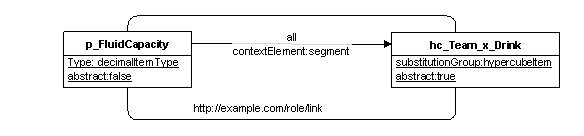 p_FluidCapacity
Type: decimalItemType
abstract:false
all
contextElement:segment
hc_Team_x_Drink
substitutionGroup:hypercubeItem
abstract:true
http://example.com/role/link